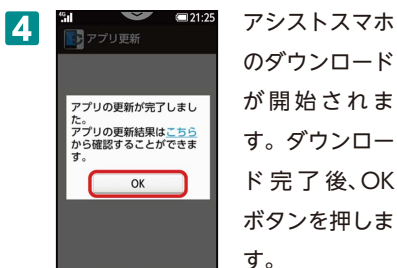 4
4G 21:25
アプリ更新
アプリの更新が完了しまし
た。
アプリの更新結果はこちら
から確認することができま
す。
OK
アシストスマホ
のダウンロード
が開始されま
す。ダウンロー
ド完了後、OK
ボタンを押しま
す。